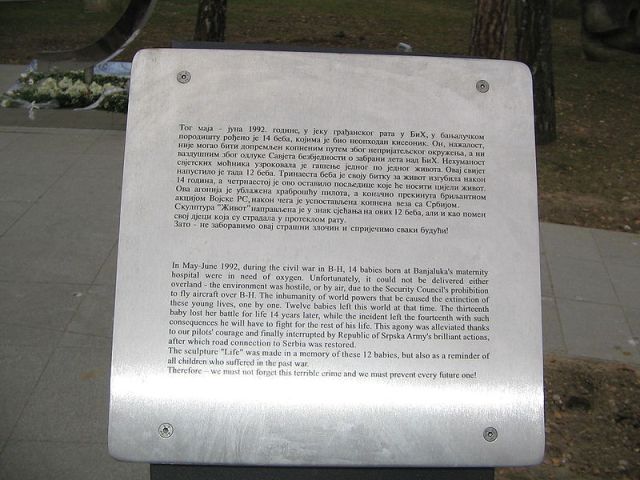 Тог маја - јуна 1992. године, у јеку грађанског рата у БиХ, у бањалучком
породишту рођено је 14 беба, којима је био неопходан кисеоник. Он, нажалост,
није могао бити допремљен копненим путем због непријатељског окружења, а ни
ваздушним због одлуке Савјета безбједности о забрани лета над БиХ. Нехуманост
свјетских моћника узроковала је гашење једног по једног живота. Овај свијет
напустило је тада 12 беба. Тринаеста беба је своју битку за живот изгубила након
14 година, а четрнаестој је ово оставило посљедице које ће носити цијели живот.
Ова агонија је ублажена храброшћу пилота, а коначно прекинута бриљантном
акцијом Војске РС, након чега је успостављена копнена веза са Србијом.
Скулптура "Живот" направљена је у знак сјећања на ових 12 беба, али и као помен
свој дјеци која су страдала у протеклом рату.
Зато - не заборавимо овај страшни злочин и спријечимо сваки будући!
In May-June 1992, during the civil war in B-H, 14 babies born at Banjaluka's maternity
hospital were in need of oxygen. Unfortunately, it could not be delivered either
overland - the environment was hostile, or by air, due to the Security Council's prohibition
to fly aircraft over B-H. The inhumanity of world powers that be caused the extinction of
these young lives, one by one. Twelve babies left this world at that time. The thirteenth
baby lost her battle for life 14 years later, while the incident left the fourteenth with such
consequences he will have to fight for the rest of his life. This agony was alleviated thanks
to our pilots' courage and finally interrupted by Republic of Srpska Army's brilliant actions,
after which road connection to Serbia was restored.
The sculpture "Life" was made in a memory of these 12 babies, but also as a reminder of
all children who suffered in the past war.
Therefore – we must not forget this terrible crime and we must prevent every future one!